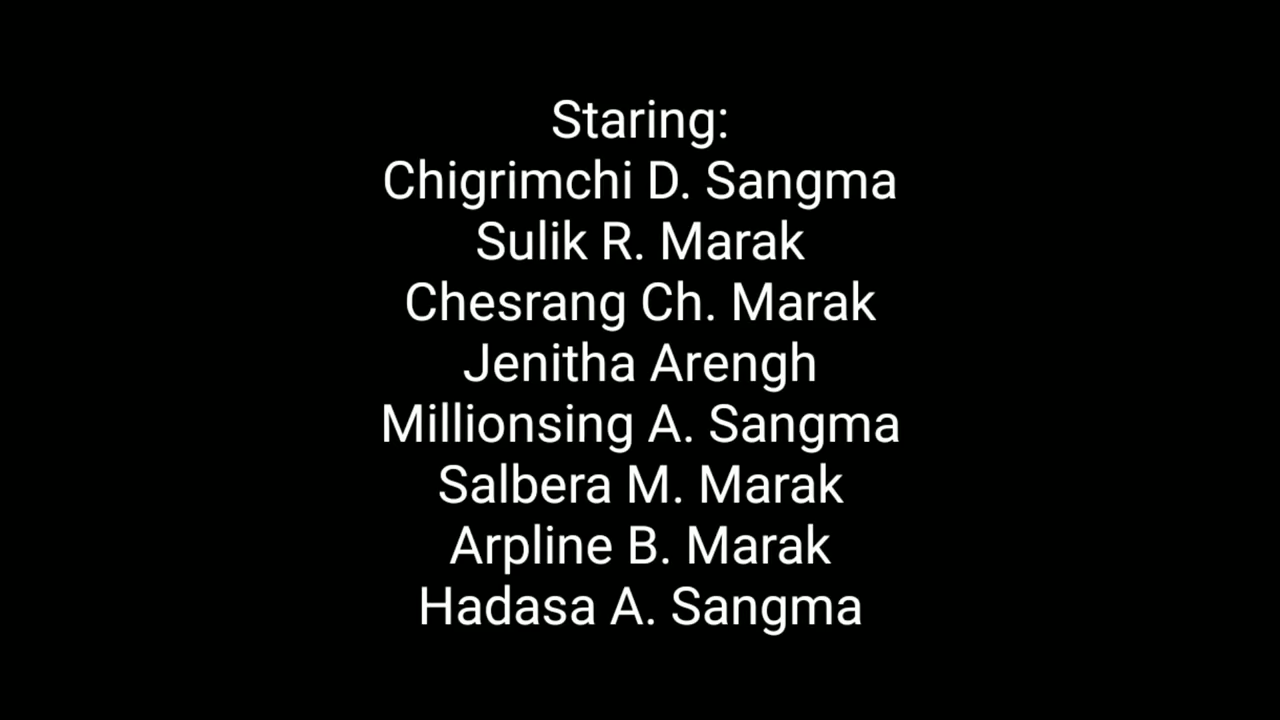 Staring:
Chigrimchi D. Sangma
Sulik R. Marak
Chesrang Ch. Marak
Jenitha Arengh
Millionsing A. Sangma
Salbera M. Marak
Arpline B. Marak
Hadasa A. Sangma